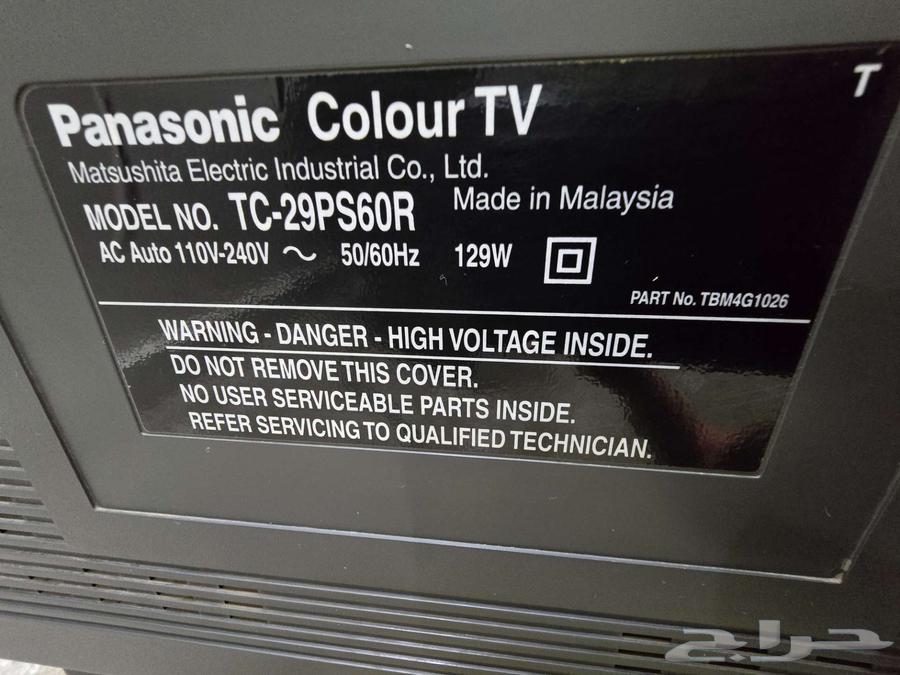 T
Panasonic Colour TV
Matsushita Electric Industrial Co., Ltd.
MODEL NO. TC-29PS60R Made in Malaysia
AC Auto 110V-240V ～ 50/60Hz 129W
PART No. TBM4G1026
WARNING - DANGER - HIGH VOLTAGE INSIDE.
DO NOT REMOVE THIS COVER.
NO USER SERVICEABLE PARTS INSIDE.
REFER SERVICING TO QUALIFIED TECHNICIAN.
حراج